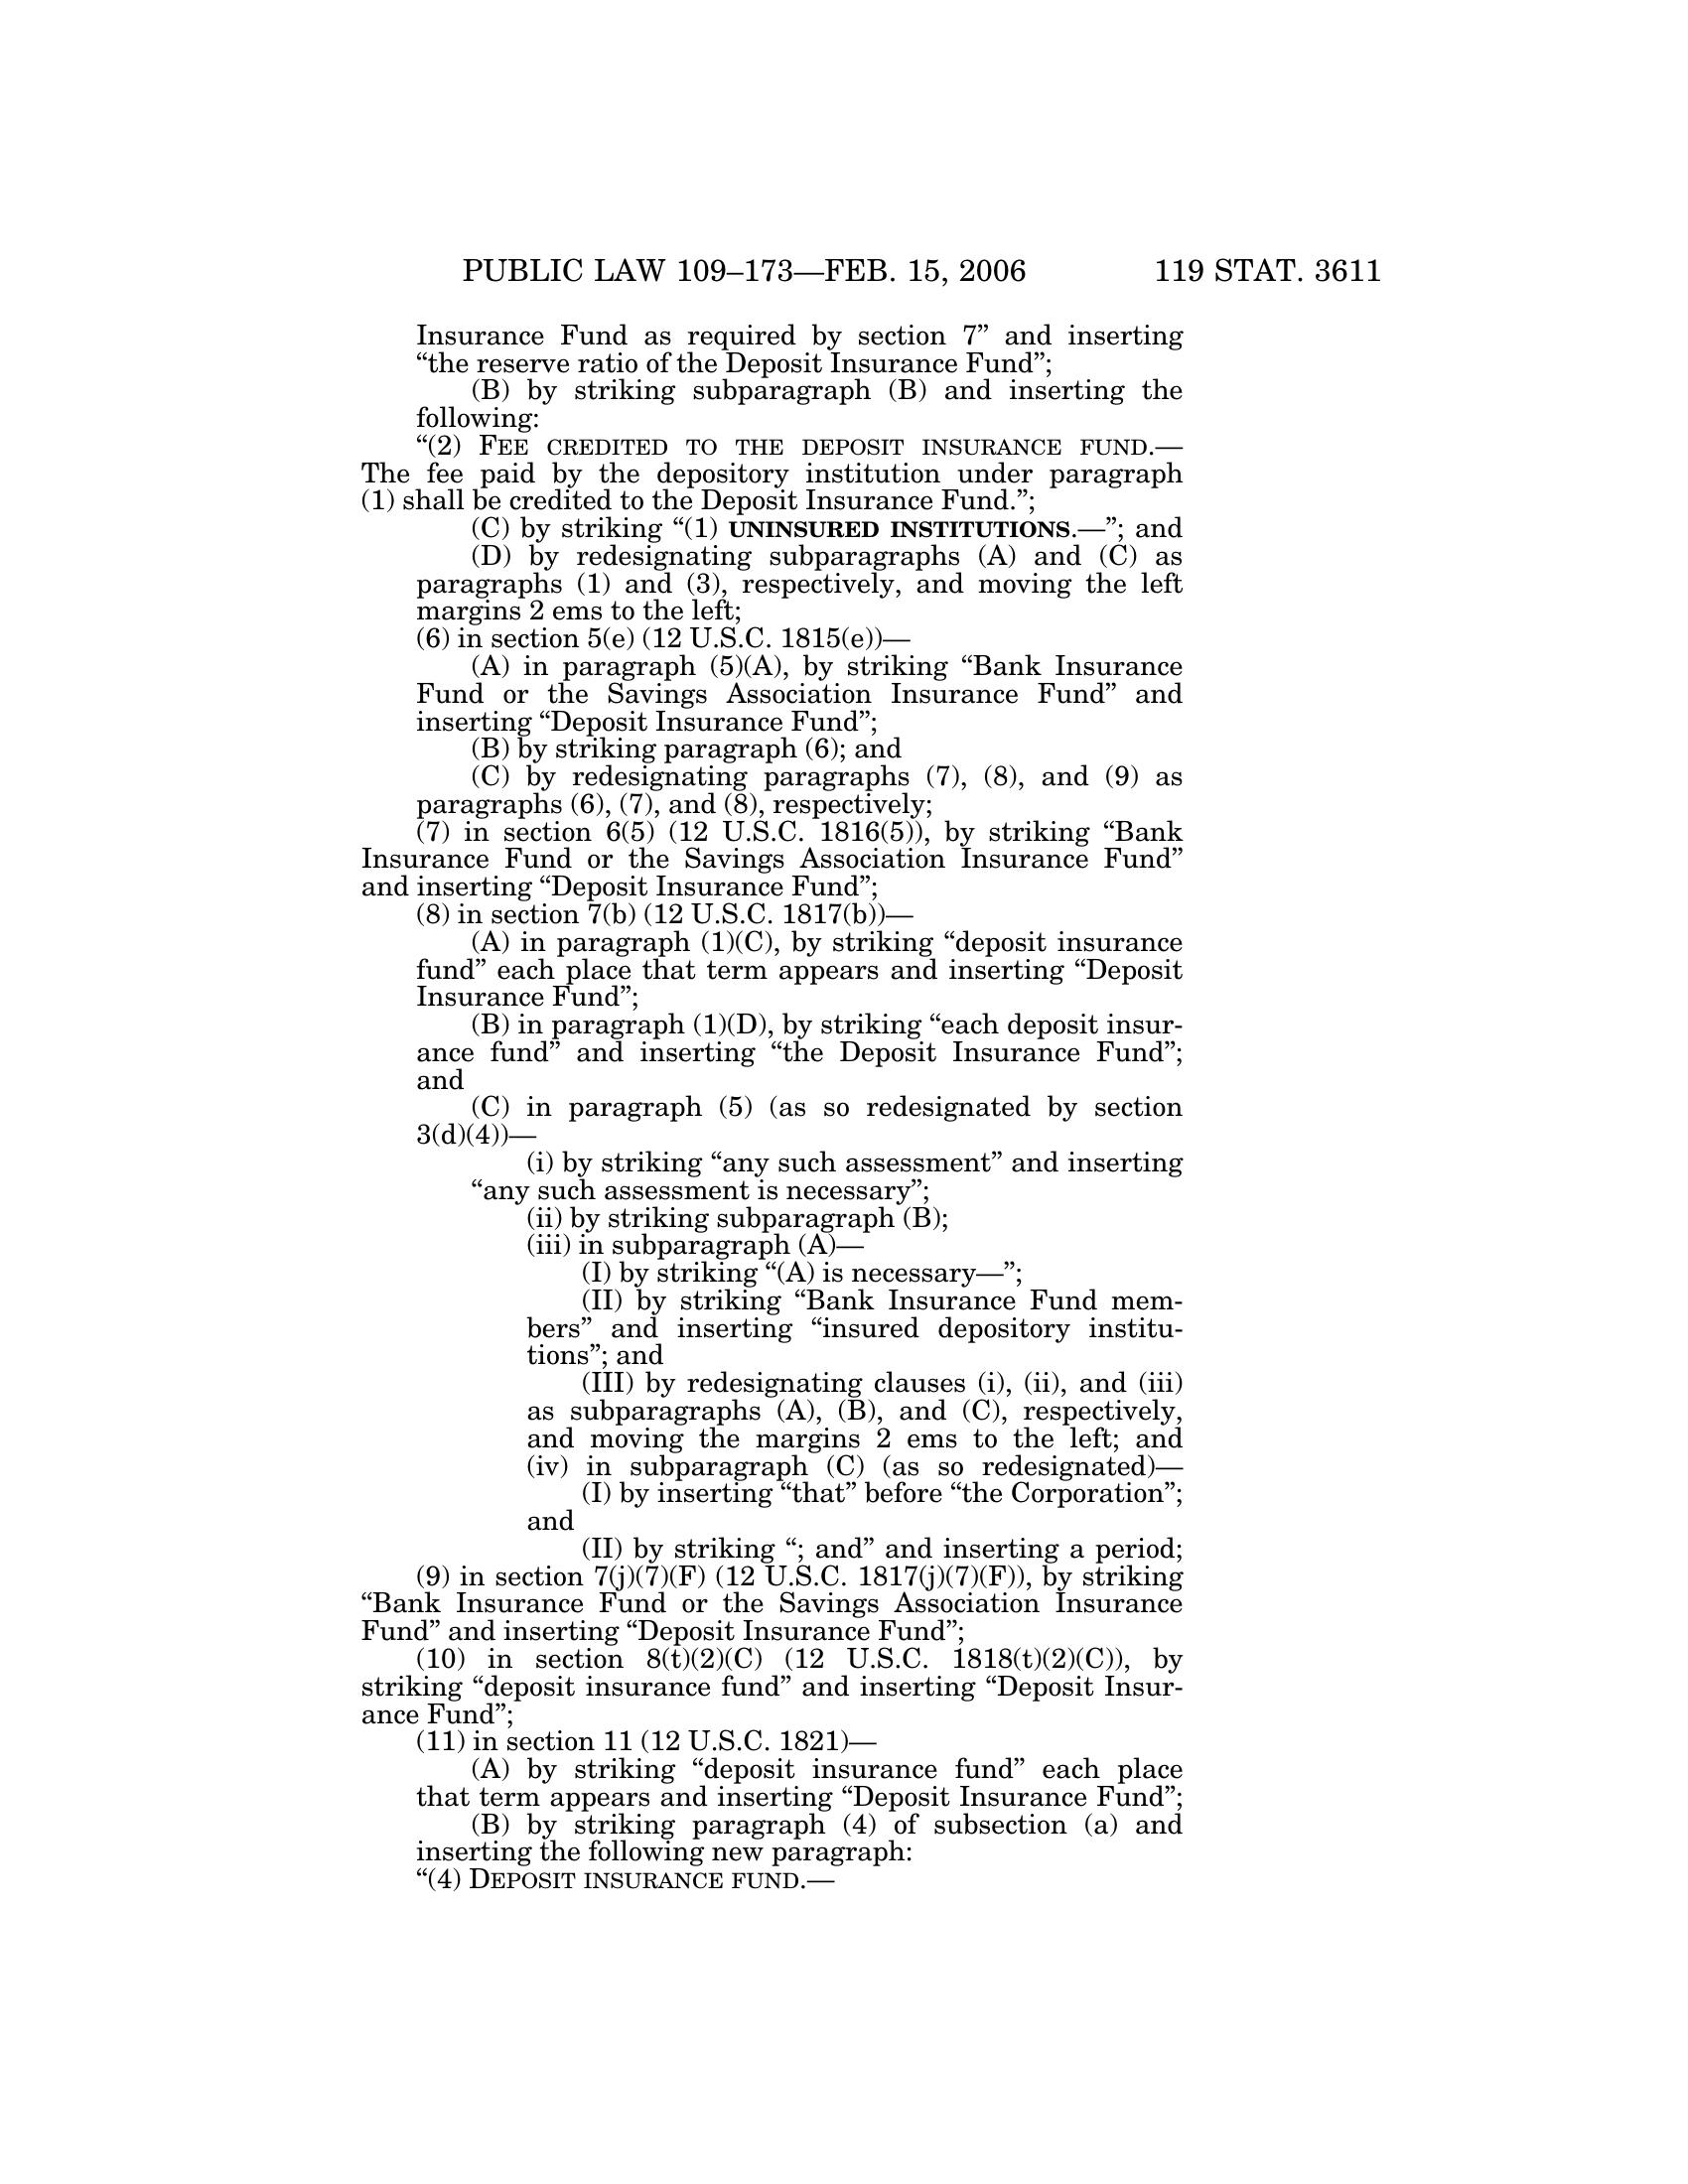 PUBLIC LAW 109–173—FEB. 15, 2006 119 STAT. 3611
Insurance Fund as required by section 7” and inserting
“the reserve ratio of the Deposit Insurance Fund”;
(B) by striking subparagraph (B) and inserting the
following:
“(2) FEE CREDITED TO THE DEPOSIT INSURANCE FUND.—
The fee paid by the depository institution under paragraph
(1) shall be credited to the Deposit Insurance Fund.”;
(C) by striking “(1) UNINSURED INSTITUTIONS.—”; and
(D) by redesignating subparagraphs (A) and (C) as
paragraphs (1) and (3), respectively, and moving the left
margins 2 ems to the left;
(6) in section 5(e) (12 U.S.C. 1815(e))—
(A) in paragraph (5)(A), by striking “Bank Insurance
Fund or the Savings Association Insurance Fund” and
inserting “Deposit Insurance Fund”;
(B) by striking paragraph (6); and
(C) by redesignating paragraphs (7), (8), and (9) as
paragraphs (6), (7), and (8), respectively;
(7) in section 6(5) (12 U.S.C. 1816(5)), by striking “Bank
Insurance Fund or the Savings Association Insurance Fund”
and inserting “Deposit Insurance Fund”;
(8) in section 7(b) (12 U.S.C. 1817(b))—
(A) in paragraph (1)(C), by striking “deposit insurance
fund” each place that term appears and inserting “Deposit
Insurance Fund”;
(B) in paragraph (1)(D), by striking “each deposit insur-
ance fund” and inserting “the Deposit Insurance Fund”;
and
(C) in paragraph (5) (as so redesignated by section
3(d)(4))—
(i) by striking “any such assessment” and inserting
“any such assessment is necessary”;
(ii) by striking subparagraph (B);
(iii) in subparagraph (A)—
(I) by striking “(A) is necessary—”;
(II) by striking “Bank Insurance Fund mem-
bers” and inserting “insured depository institu-
tions”; and
(III) by redesignating clauses (i), (ii), and (iii)
as subparagraphs (A), (B), and (C), respectively,
and moving the margins 2 ems to the left; and
(iv) in subparagraph (C) (as so redesignated)—
(I) by inserting “that” before “the Corporation”;
and
(II) by striking “; and” and inserting a period;
(9) in section 7(j)(7)(F) (12 U.S.C. 1817(j)(7)(F)), by striking
“Bank Insurance Fund or the Savings Association Insurance
Fund” and inserting “Deposit Insurance Fund”;
(10) in section 8(t)(2)(C) (12 U.S.C. 1818(t)(2)(C)), by
striking “deposit insurance fund” and inserting “Deposit Insur-
ance Fund”;
(11) in section 11 (12 U.S.C. 1821)—
(A) by striking “deposit insurance fund” each place
that term appears and inserting “Deposit Insurance Fund”;
(B) by striking paragraph (4) of subsection (a) and
inserting the following new paragraph:
“(4) DEPOSIT INSURANCE FUND.—